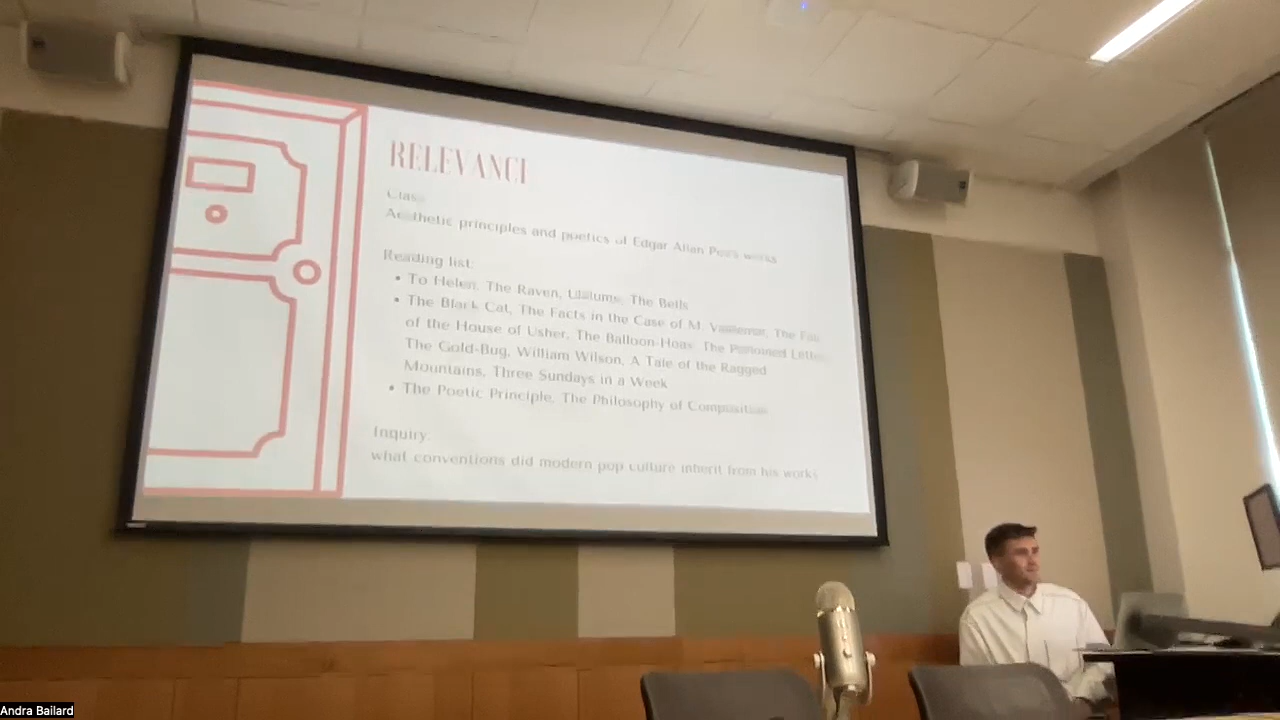 RELEVANCE
Class:
Aesthetic principles and poetics of Edgar Allan Poe's works
Reading list:
• To Helen, The Raven, Ulalume, The Bells
• The Black Cat, The Facts in the Case of M. Valdemar, The Fall
of the House of Usher, The Balloon-Hoax, The Purloined Letter,
The Gold-Bug, William Wilson, A Tale of the Ragged
Mountains, Three Sundays in a Week
• The Poetic Principle, The Philosophy of Composition
Inquiry:
what conventions did modern pop culture inherit from his works
Andra Bailard